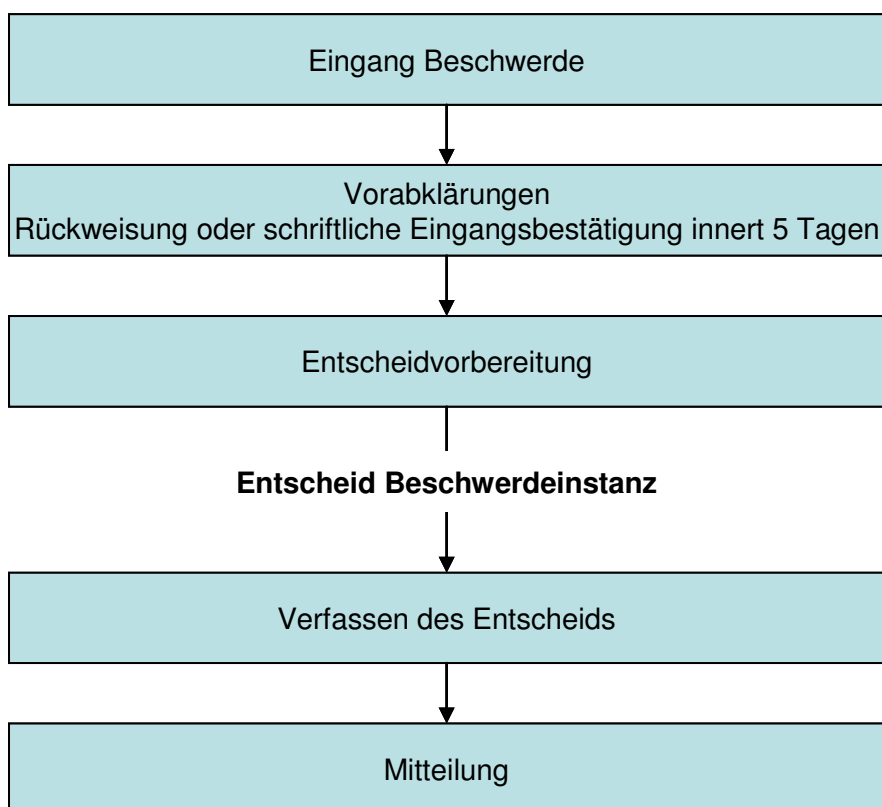 Eingang Beschwerde
Vorabklärungen
Rückweisung oder schriftliche Eingangsbestätigung innert 5 Tagen
Entscheidvorbereitung
Entscheid Beschwerdeinstanz
Verfassen des Entscheids
Mitteilung